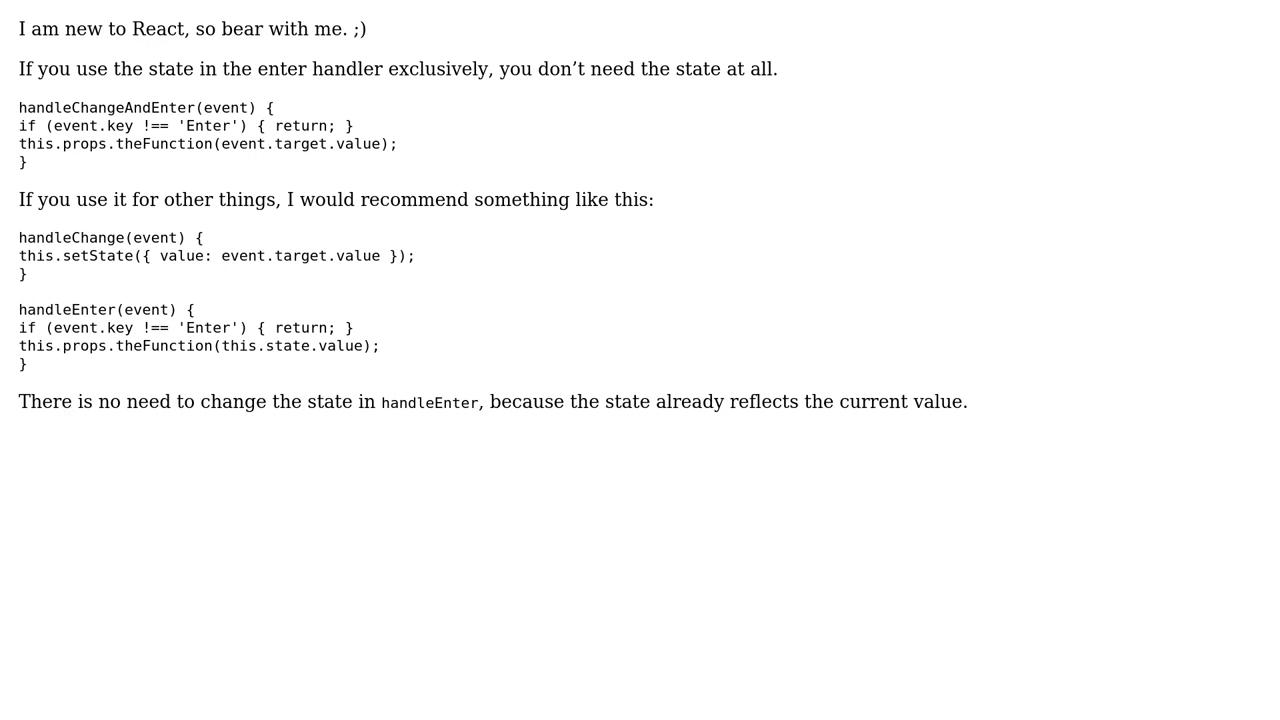 I am new to React, so bear with me. ;)
If you use the state in the enter handler exclusively, you don’t need the state at all.
handleChangeAndEnter(event) {
if (event.key !== 'Enter') { return; }
this.props.theFunction(event.target.value);
}
If you use it for other things, I would recommend something like this:
handleChange(event) {
this.setState({ value: event.target.value });
}
handleEnter(event) {
if (event.key !== 'Enter') { return; }
this.props.theFunction(this.state.value);
}
There is no need to change the state in handleEnter, because the state already reflects the current value.